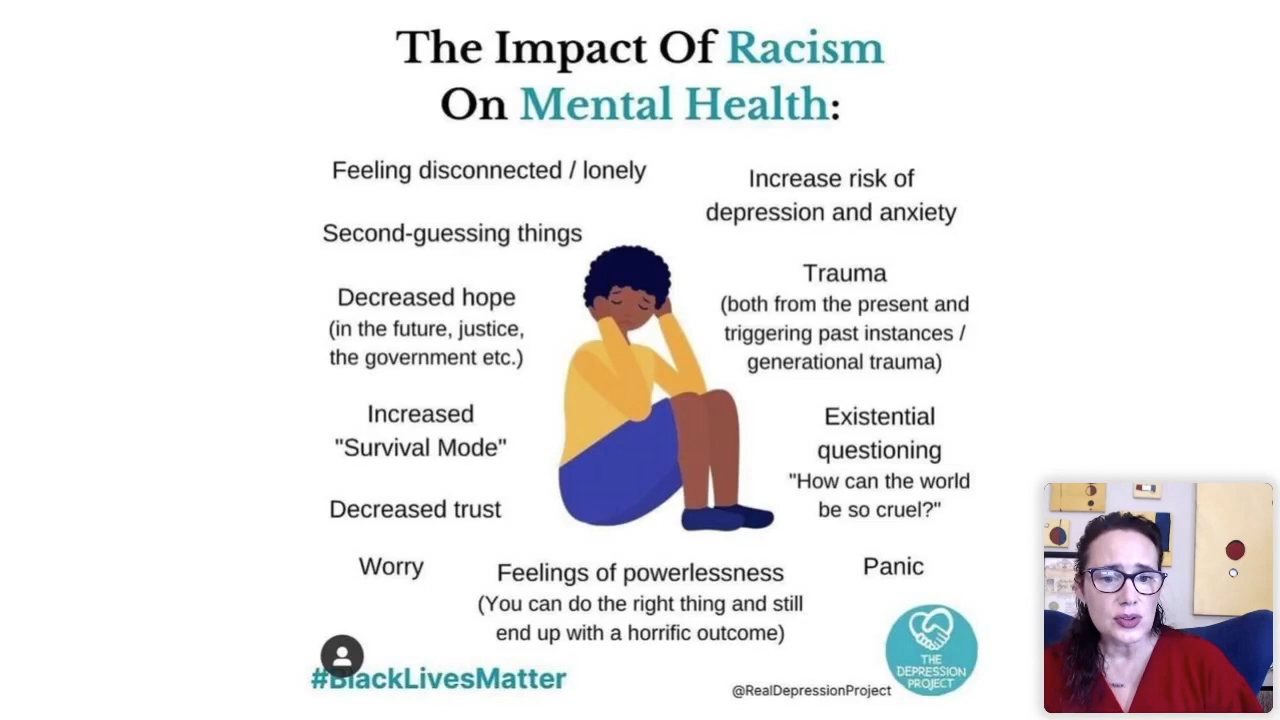 The Impact Of Racism
On Mental Health:
Feeling disconnected / lonely
Second-guessing things
Decreased hope
(in the future, justice,
the government etc.)
Increased
"Survival Mode"
Decreased trust
Worry
Increase risk of
depression and anxiety
Trauma
(both from the present and
triggering past instances /
generational trauma)
Existential
questioning
"How can the world
be so cruel?"
Panic
Feelings of powerlessness
(You can do the right thing and still
end up with a horrific outcome)
#BlackLivesMatter
@RealDepressionProject
THE
DEPRESSION
PROJECT